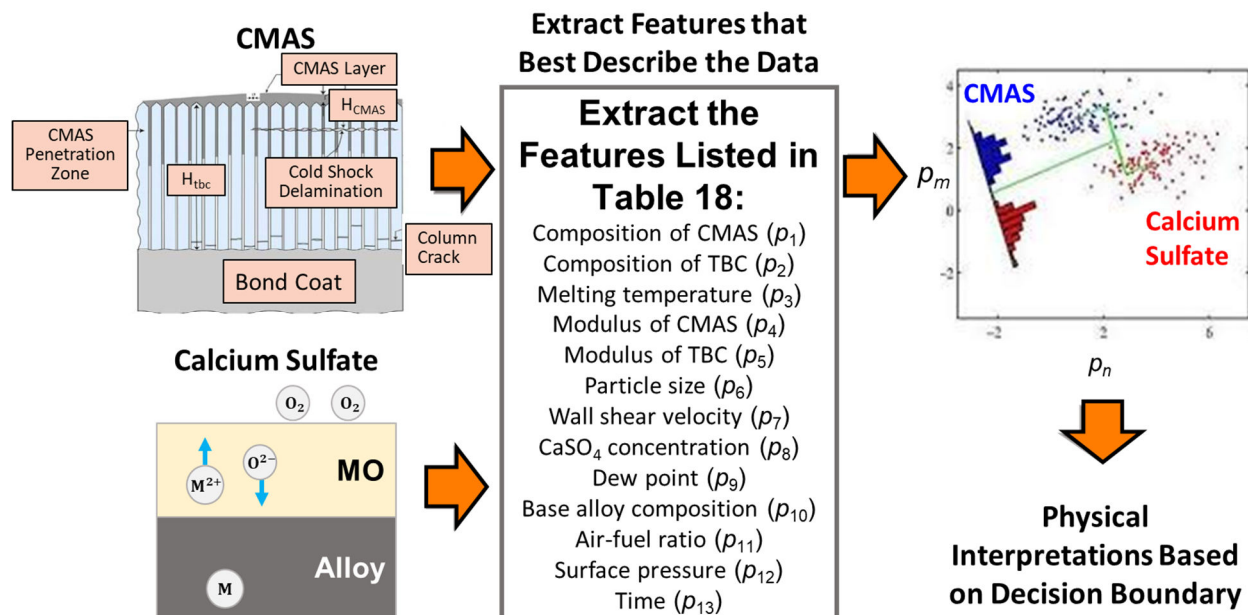 CMAS
CMAS Layer
H_CMAS
CMAS
Penetration
Zone
H_tbc
Cold Shock
Delamination
Column
Crack
Bond Coat
Calcium Sulfate
O₂
O₂
M²⁺
O²⁻
MO
Alloy
M
Extract Features that
Best Describe the Data
Extract the
Features Listed in
Table 18:
Composition of CMAS (p₁)
Composition of TBC (p₂)
Melting temperature (p₃)
Modulus of CMAS (p₄)
Modulus of TBC (p₅)
Particle size (p₆)
Wall shear velocity (p₇)
CaSO₄ concentration (p₈)
Dew point (p₉)
Base alloy composition (p₁₀)
Air-fuel ratio (p₁₁)
Surface pressure (p₁₂)
Time (p₁₃)
CMAS
Calcium
Sulfate
4
2
0
-2
pₘ
-2
2
6
pₙ
Physical
Interpretations Based
on Decision Boundary